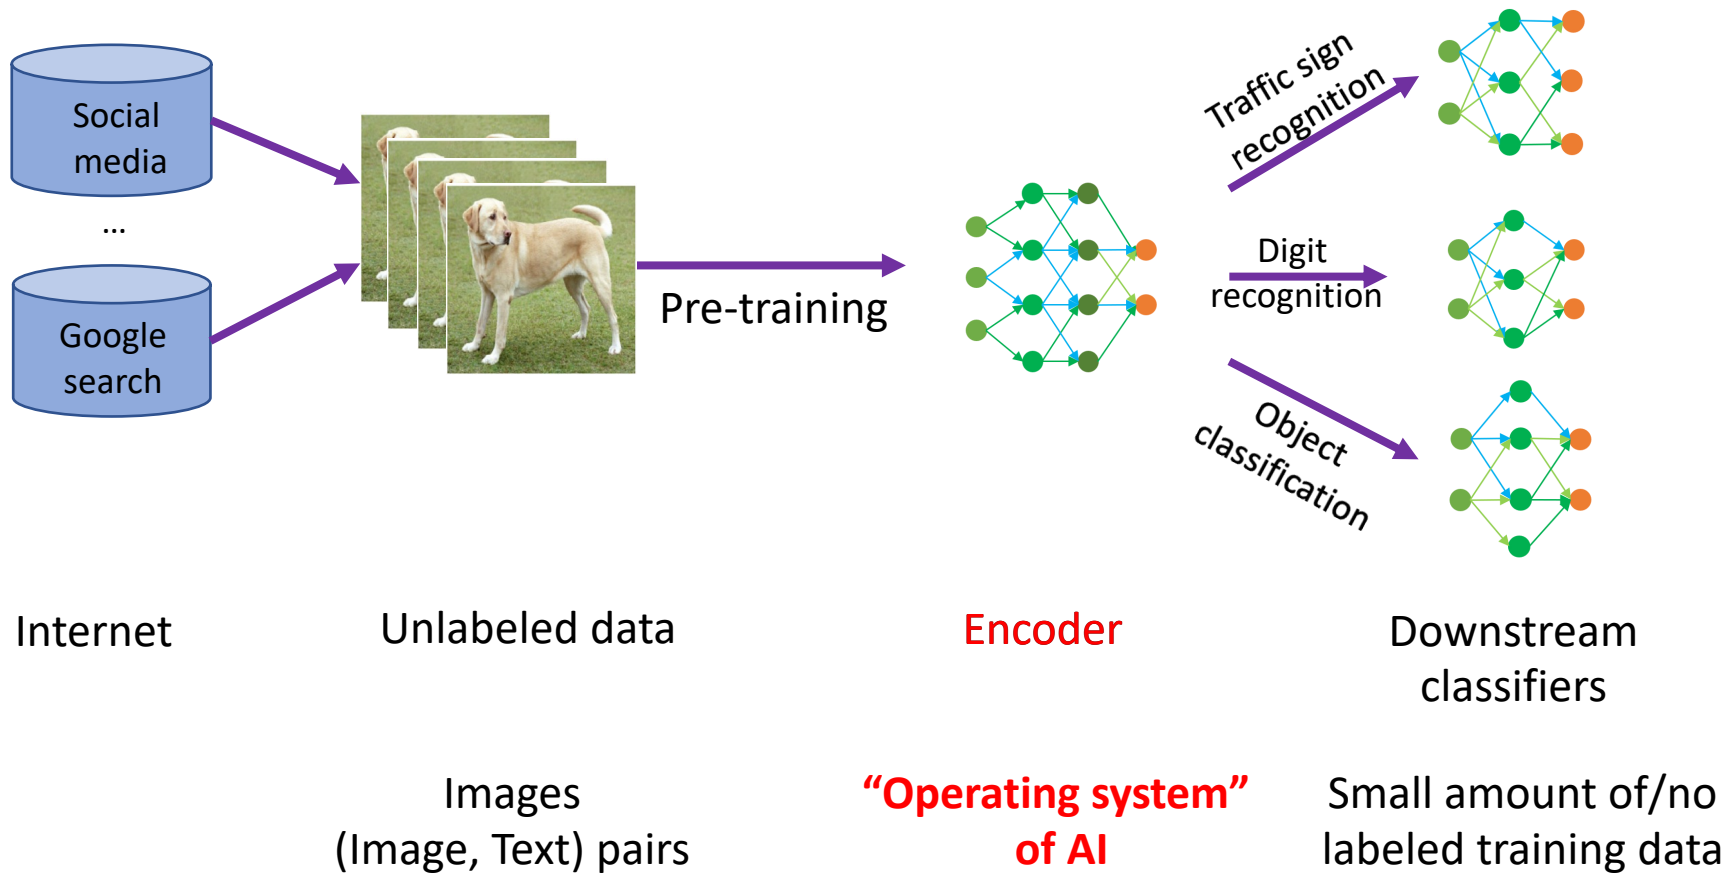 Social
media
...
Google
search
Pre-training
Traffic sign
recognition
Digit
recognition
Object
classification
Internet
Unlabeled data
Encoder
Downstream
classifiers
Images
(Image, Text) pairs
“Operating system”
of AI
Small amount of/no
labeled training data